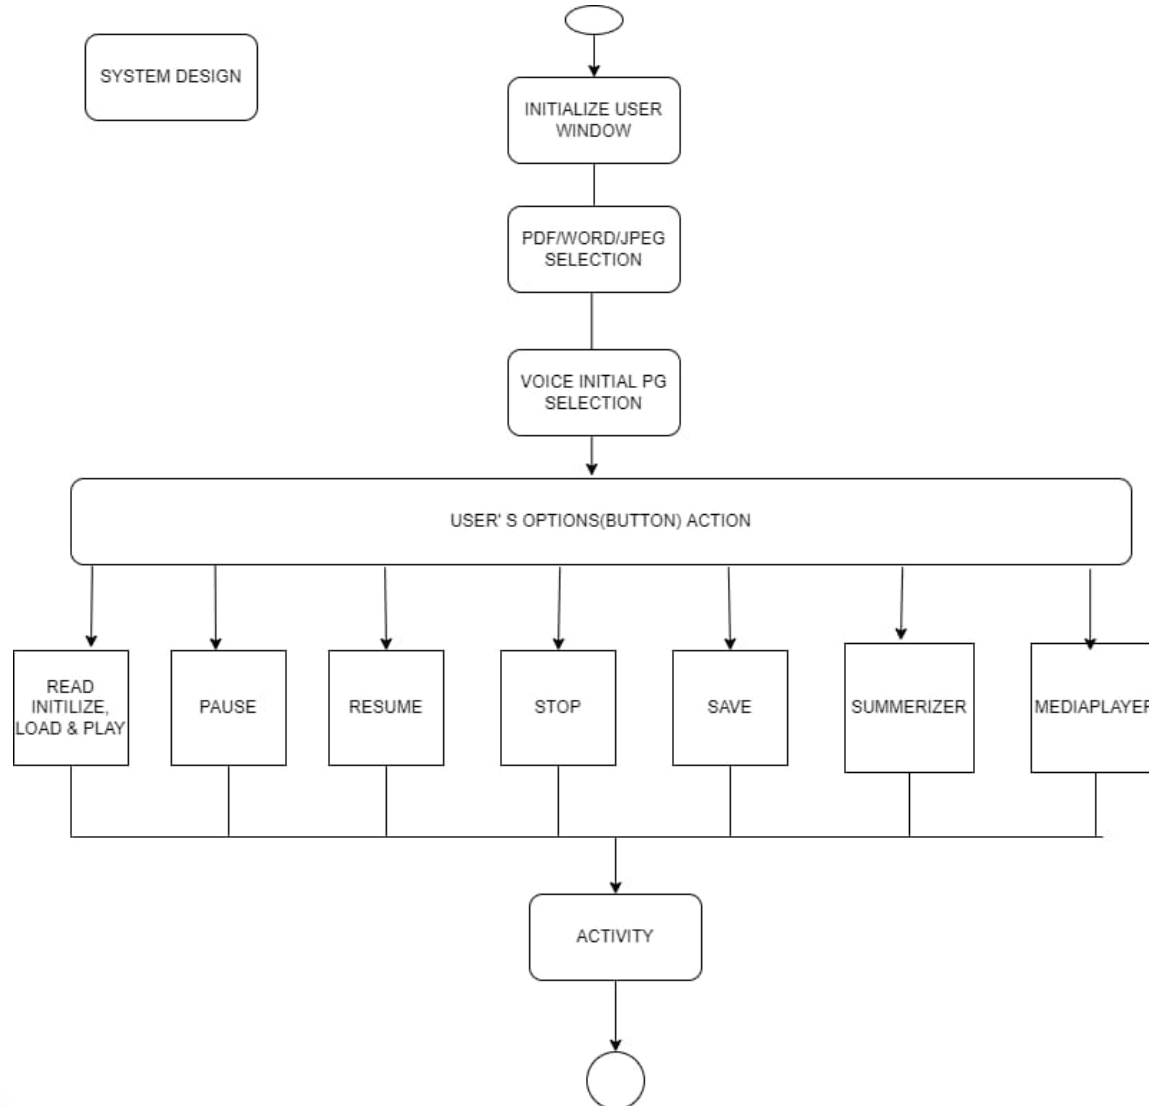 SYSTEM DESIGN
INITIALIZE USER
WINDOW
PDF/WORD/JPEG
SELECTION
VOICE INITIAL PG
SELECTION
USER' S OPTIONS(BUTTON) ACTION
READ
INITILIZE,
LOAD & PLAY
PAUSE
RESUME
STOP
SAVE
SUMMERIZER
MEDIAPLAYER
ACTIVITY